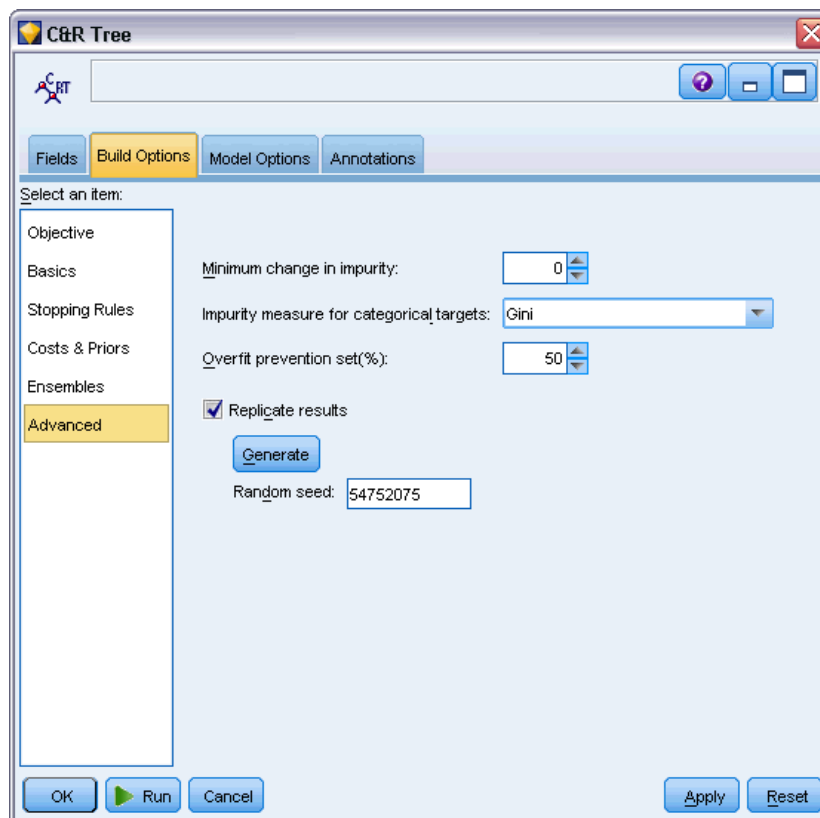 C&R Tree
CRT
Fields Build Options Model Options Annotations
Select an item:
Objective
Basics
Stopping Rules
Costs & Priors
Ensembles
Advanced
Minimum change in impurity: 0
Impurity measure for categorical targets: Gini
Overfit prevention set(%): 50
Replicate results
Generate
Random seed: 54752075
OK Run Cancel Apply Reset